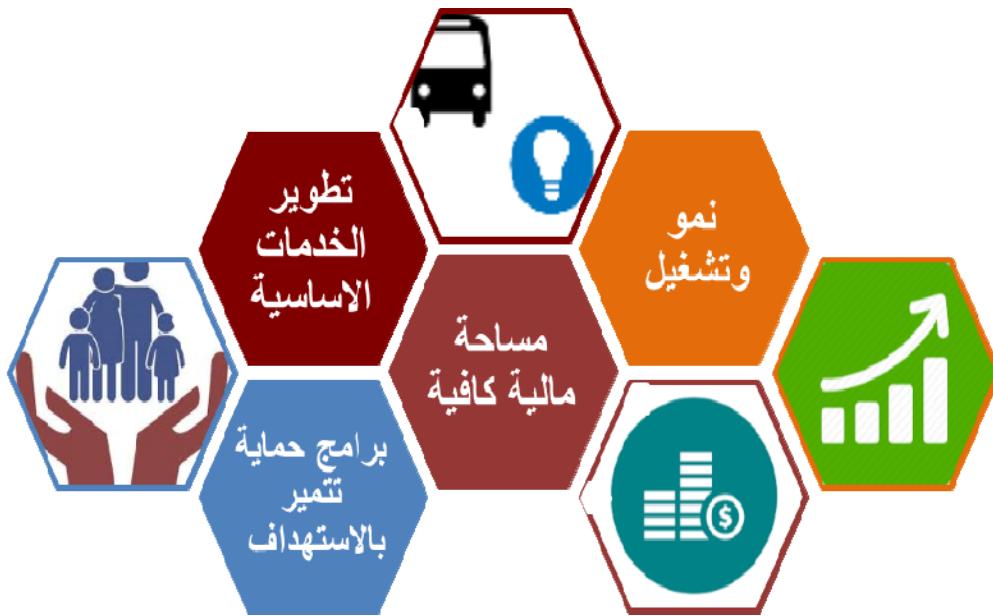 نمو
وتشغيل
تطوير
الخدمات
الاساسية
مساحة
مالية كافية
برامج حماية
تتمير
بالاستهداف
$